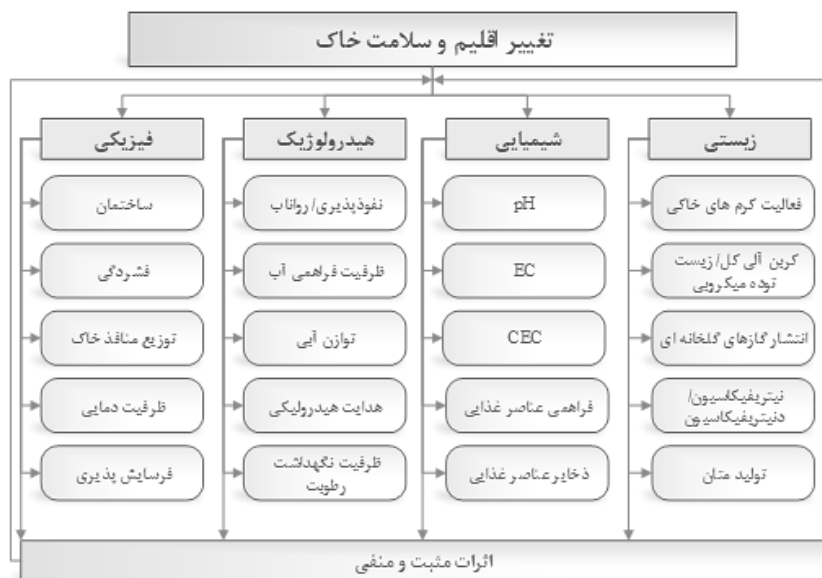 تغییر اقلیم و سلامت خاک
زیستی
فعالیت کرم های خاکی
کربن آلی کل/ زیست
توده میکروبی
انتشار گازهای گلخانه ای
نیتریفیکاسیون/
دنیتریفیکاسیون
تولید متان
شیمیایی
pH
EC
CEC
فراهمی عناصر غذایی
ذخایر عناصر غذایی
هیدرولوژیک
نفوذپذیری/ رواناب
ظرفیت فراهمی آب
توازن آبی
هدایت هیدرولیکی
ظرفیت نگهداشت
رطوبت
فیزیکی
ساختمان
فشردگی
توزیع منافذ خاک
ظرفیت دمایی
فرسایش پذیری
اثرات مثبت و منفی